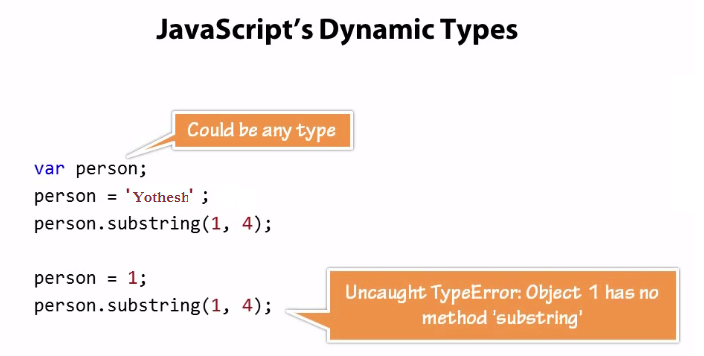 JavaScript's Dynamic Types
Could be any type
var person;
person = 'Yothesh' ;
person.substring(1, 4);
person = 1;
person.substring(1, 4);
Uncaught TypeError: Object 1 has no
method 'substring'